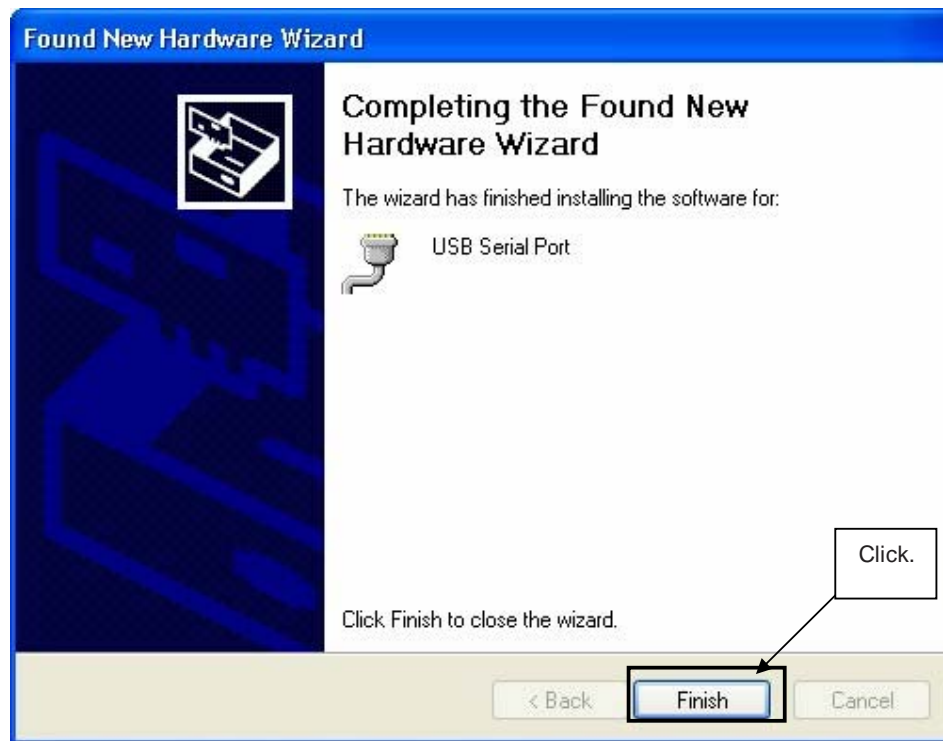 Found New Hardware Wizard
Completing the Found New
Hardware Wizard
The wizard has finished installing the software for:
USB Serial Port
Click.
Click Finish to close the wizard.
< Back Finish Cancel